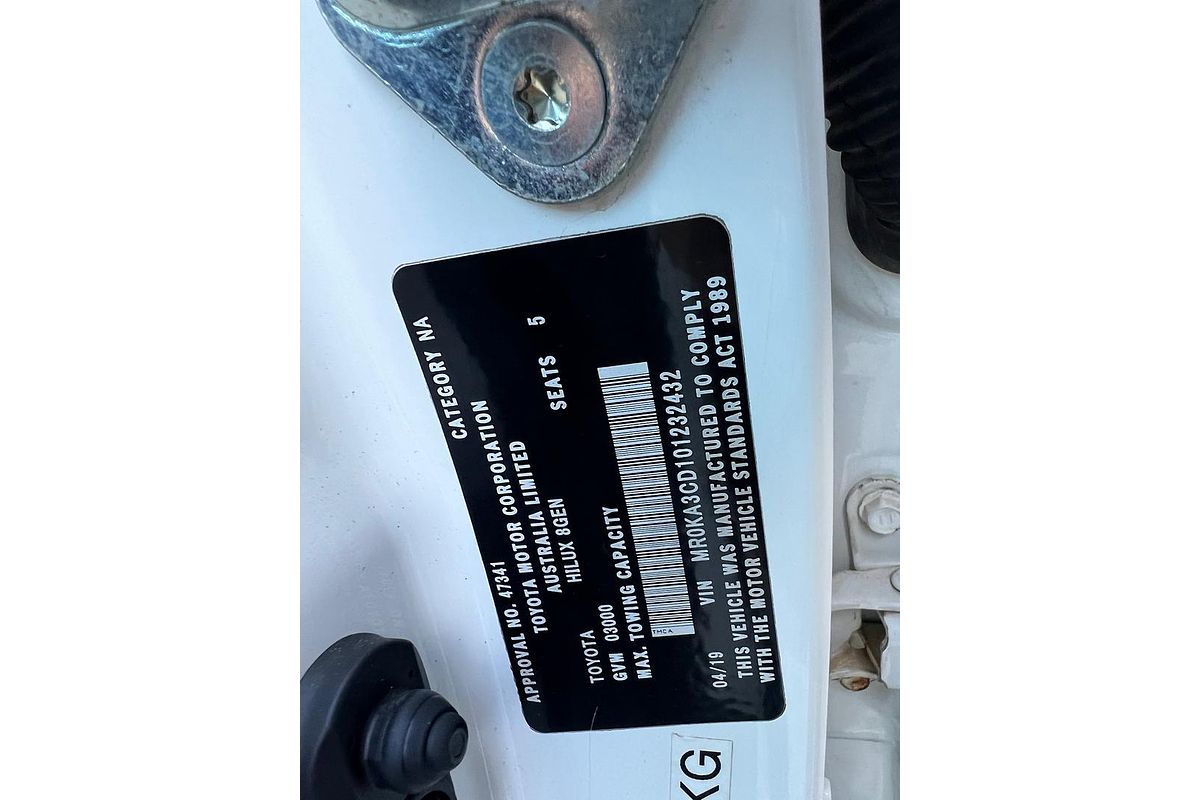 APPROVAL NO. 47341 CATEGORY NA
TOYOTA MOTOR CORPORATION
TOYOTA LIMITED
AUSTRALIA
HILUX 8GEN
TOYOTA SEATS 5
GVM 03000
MAX. TOWING CAPACITY
TMCA
VIN MR0KA3CD101232432
04/19
THIS VEHICLE WAS MANUFACTURED TO COMPLY
WITH THE MOTOR VEHICLE STANDARDS ACT 1989
KG